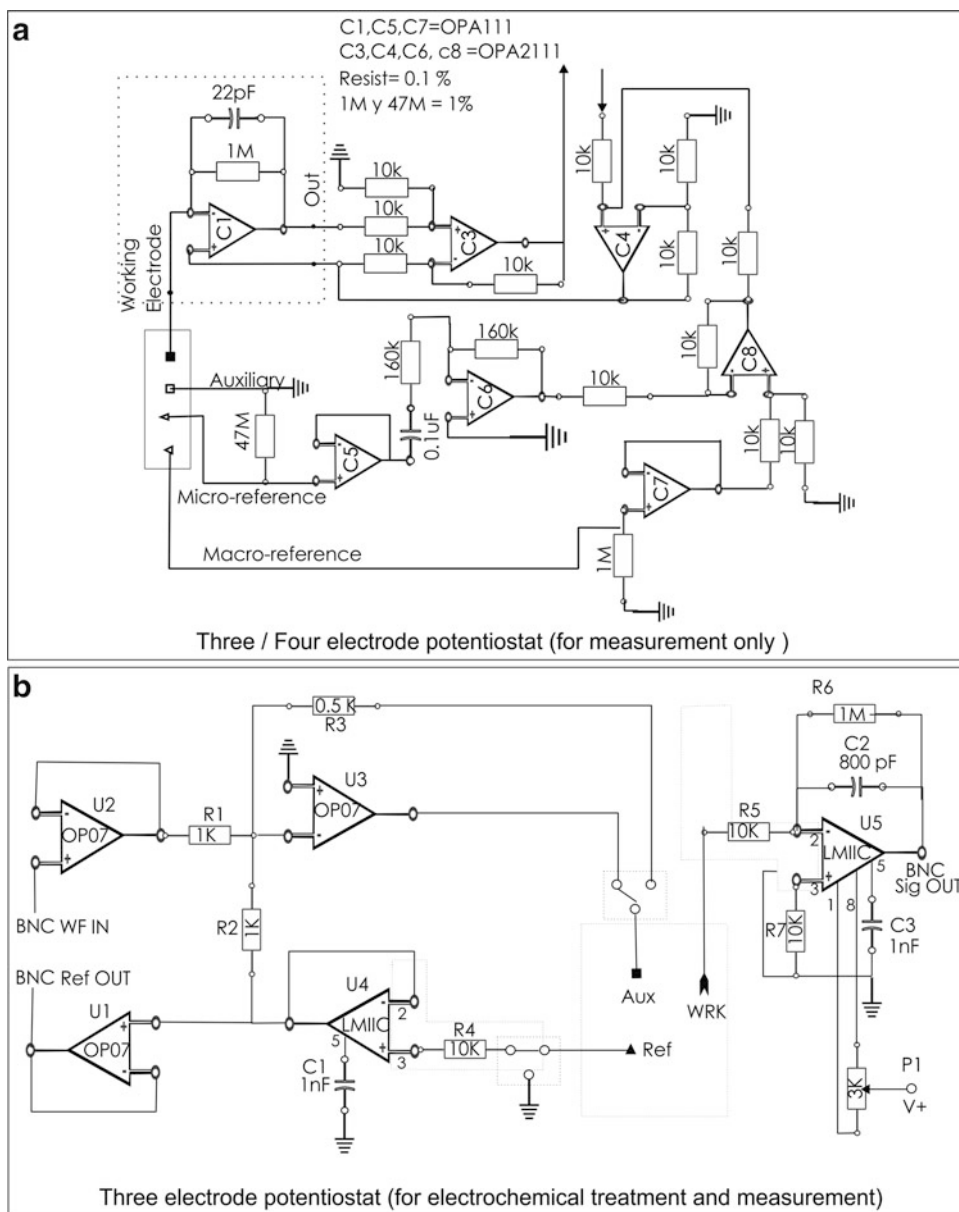 a
C1,C5,C7=OPA111
C3,C4,C6, c8 =OPA2111
Resist= 0.1 %
1M y 47M = 1%
22pF
1M
Out
-
+
C1
Working
Electrode
10k
10k
10k
10k
+
-
C3
10k
10k
10k
10k
+
-
C4
10k
C8
-
+
10k
10k
160k
160k
-
+
C6
10k
0.1uF
Auxiliary
47M
-
+
C5
Micro-reference
-
+
C7
Macro-reference
1M
Three / Four electrode potentiostat (for measurement only )
b
0.5 K
R3
R6
1M
C2
800 pF
U2
-
OP07
+
R1
1K
U3
+
OP07
-
R5
10K
U5
-
2
LMIIC
+
3
5
1 8
BNC
Sig OUT
BNC WF IN
R2
1K
R7
10K
C3
1nF
BNC Ref OUT
U1
+
OP07
-
U4
-
2
LMIIC
+
3
5
C1
1nF
R4
10K
Aux
WRK
Ref
3K
P1
V+
Three electrode potentiostat (for electrochemical treatment and measurement)